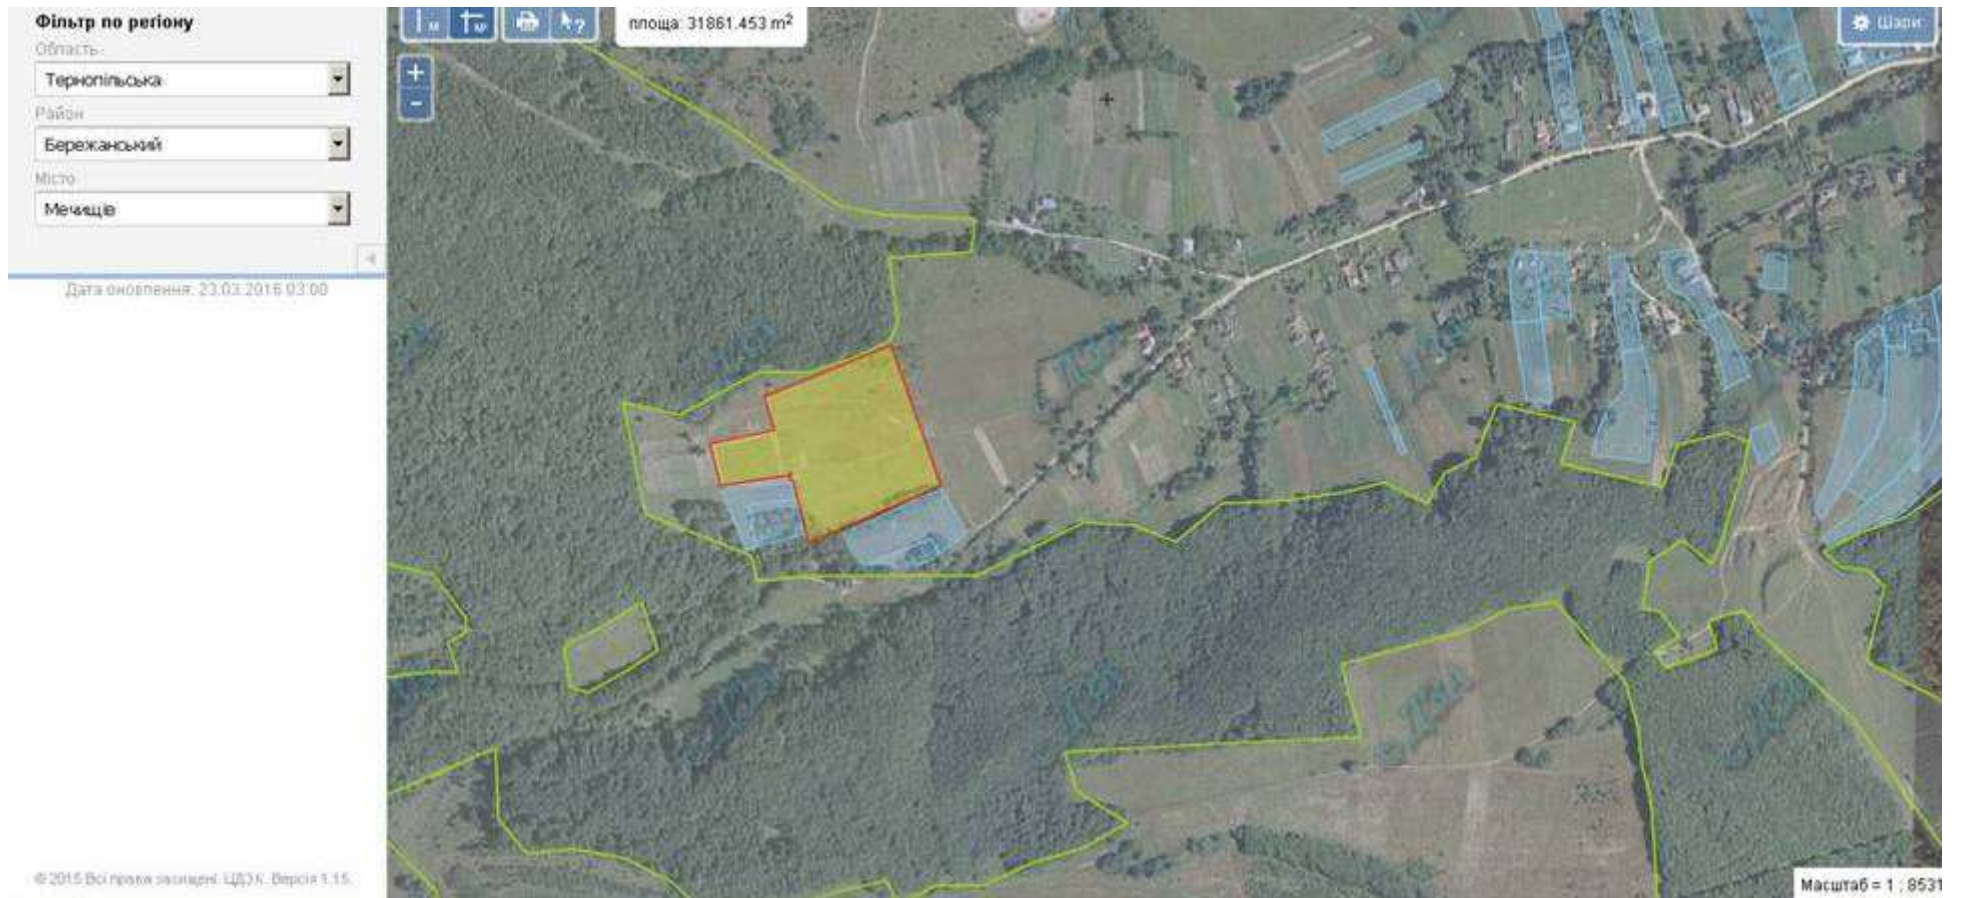 Фільтр по регіону
Область
Тернопільська
Район
Бережанський
Місто
Мечищів
Дата оновлення: 23.03.2016 03:00
© 2015 Всі права захищені. ЦДЗК. Версія 1.15.
площа: 31861.453 m²
Шари
Масштаб = 1 : 8531